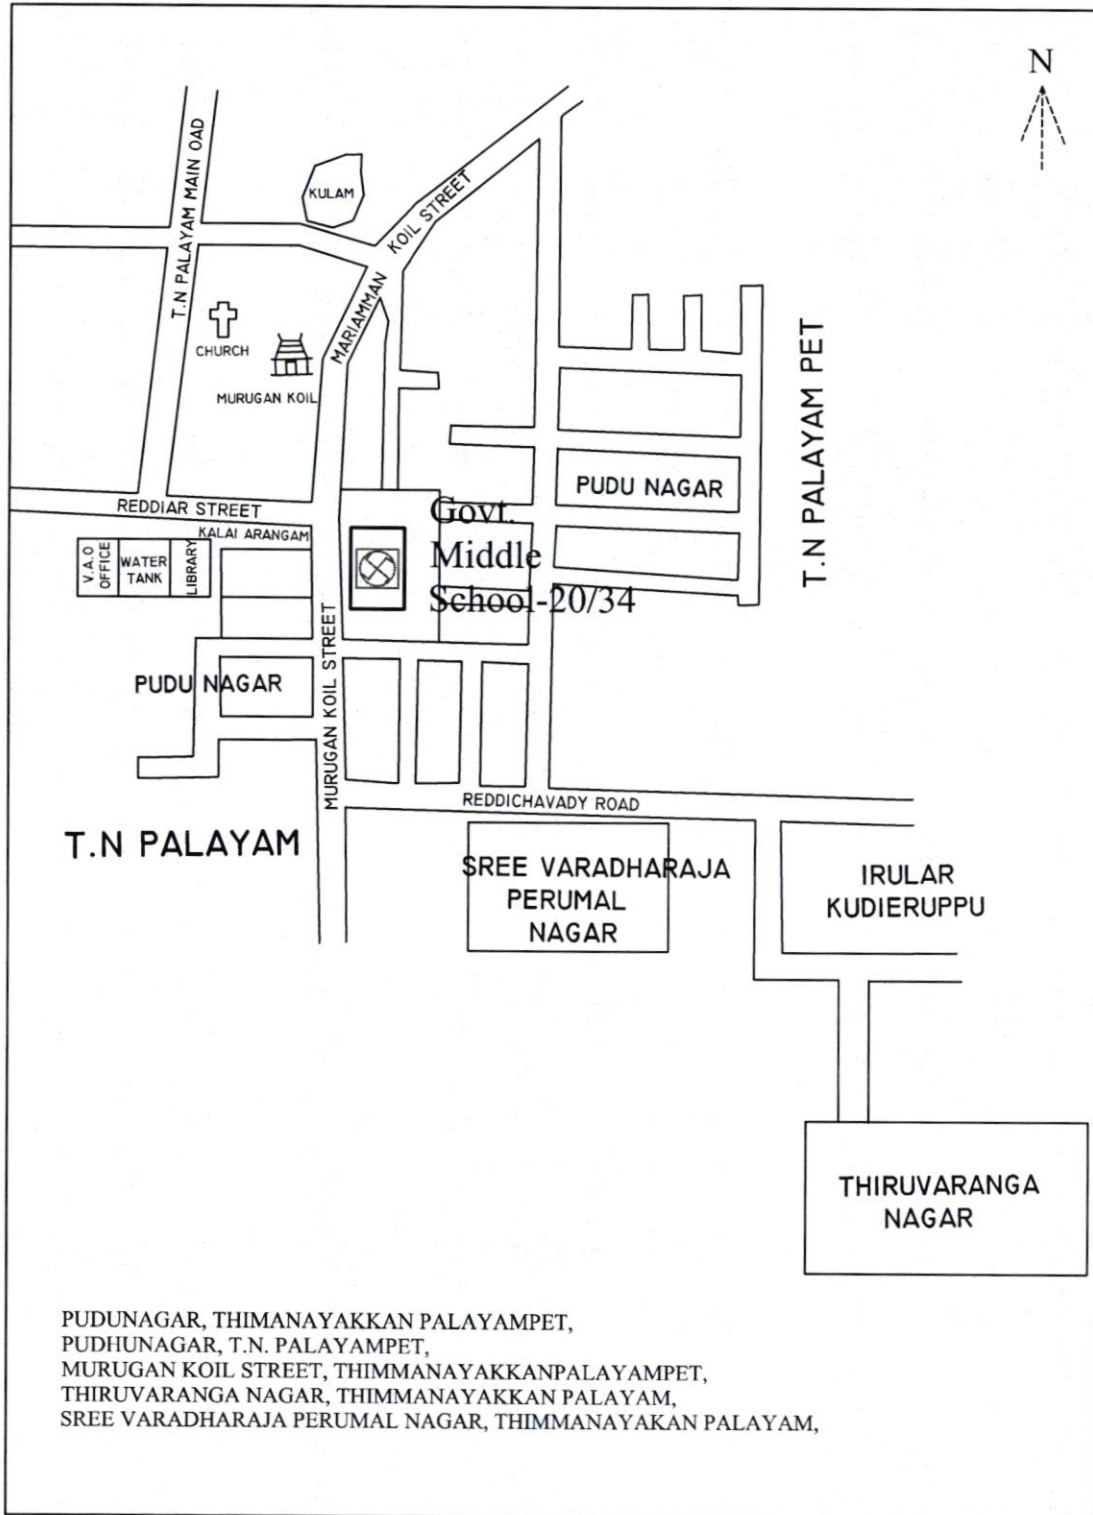 N
T.N PALAYAM MAIN OAD
KULAM
KOIL STREET
MARIAMMAN
CHURCH
MURUGAN KOIL
T.N PALAYAM PET
PUDU NAGAR
REDDIAR STREET
KALAI ARANGAM
V.A.O
OFFICE
WATER
TANK
LIBRARY
Govt.
Middle
School-20/34
MURUGAN KOIL STREET
PUDU NAGAR
REDDICHAVADY ROAD
T.N PALAYAM
SREE VARADHARAJA
PERUMAL
NAGAR
IRULAR
KUDIERUPPU
THIRUVARANGA
NAGAR
PUDUNAGAR, THIMANAYAKKAN PALAYAMPET,
PUDHUNAGAR, T.N. PALAYAMPET,
MURUGAN KOIL STREET, THIMMANAYAKKANPALAYAMPET,
THIRUVARANGA NAGAR, THIMMANAYAKKAN PALAYAM,
SREE VARADHARAJA PERUMAL NAGAR, THIMMANAYAKAN PALAYAM,